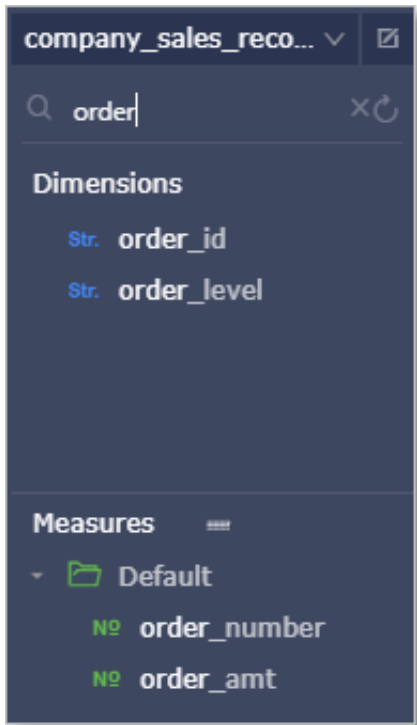 company_sales_reco...
order
Dimensions
Str. order_id
Str. order_level
Measures
Default
Nº order_number
Nº order_amt